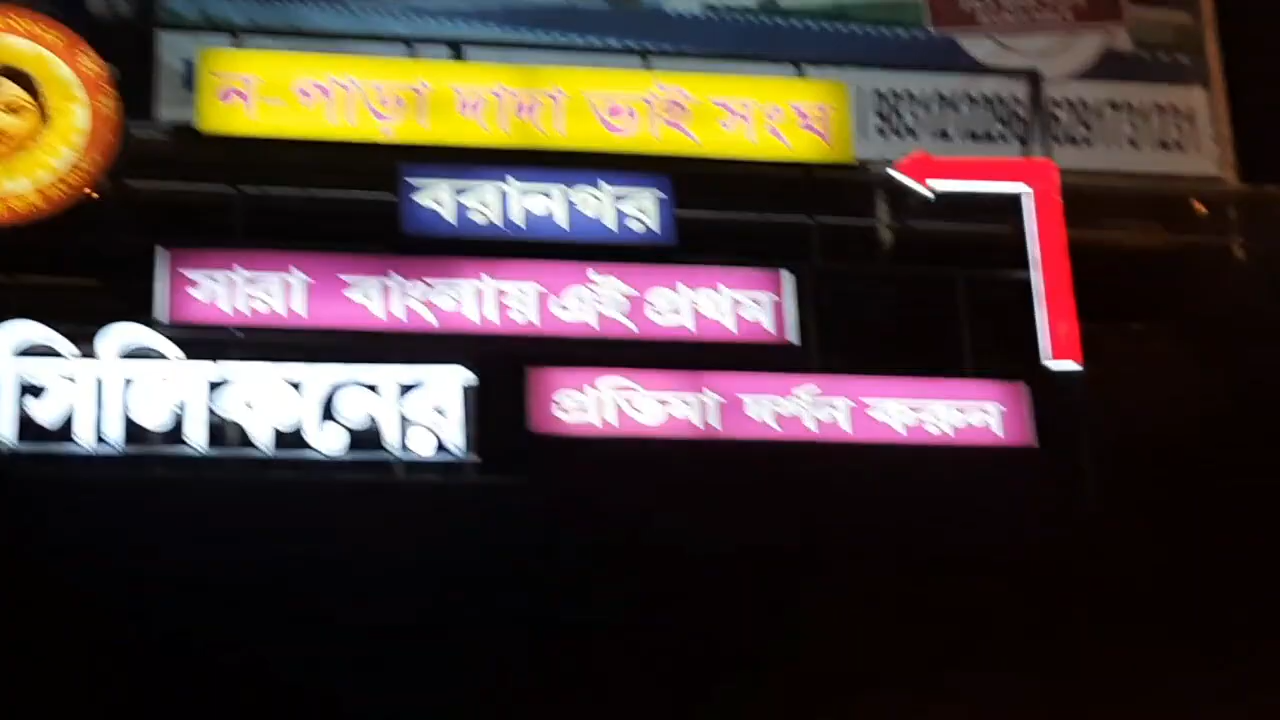 ন-পাড়া দাদা ভাই সংঘ
বরানগর
সারা বাংলায় এই প্রথম
সিলিকনের প্রতিমা দর্শন করুন